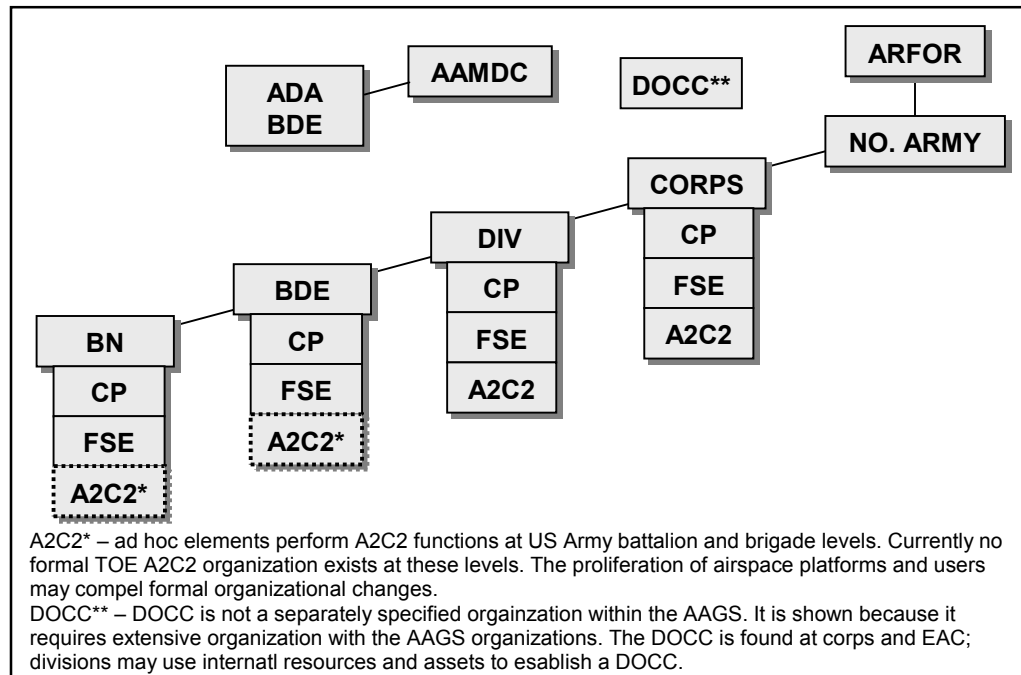 ARFOR
AAMDC
ADA
BDE
DOCC**
NO. ARMY
CORPS
CP
FSE
A2C2
DIV
CP
FSE
A2C2
BDE
CP
FSE
A2C2*
BN
CP
FSE
A2C2*
A2C2* – ad hoc elements perform A2C2 functions at US Army battalion and brigade levels. Currently no
formal TOE A2C2 organization exists at these levels. The proliferation of airspace platforms and users
may compel formal organizational changes.
DOCC** – DOCC is not a separately specified orgainzation within the AAGS. It is shown because it
requires extensive organization with the AAGS organizations. The DOCC is found at corps and EAC;
divisions may use internatl resources and assets to esablish a DOCC.